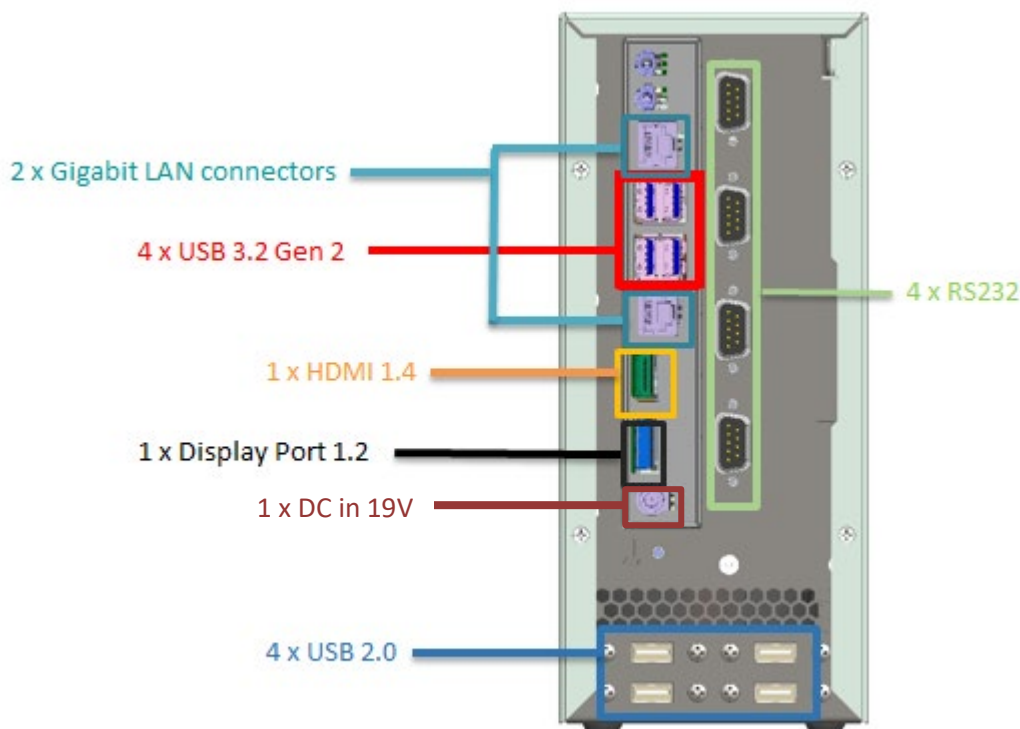 2 x Gigabit LAN connectors
4 x USB 3.2 Gen 2
4 x RS232
1 x HDMI 1.4
1 x Display Port 1.2
1 x DC in 19V
4 x USB 2.0